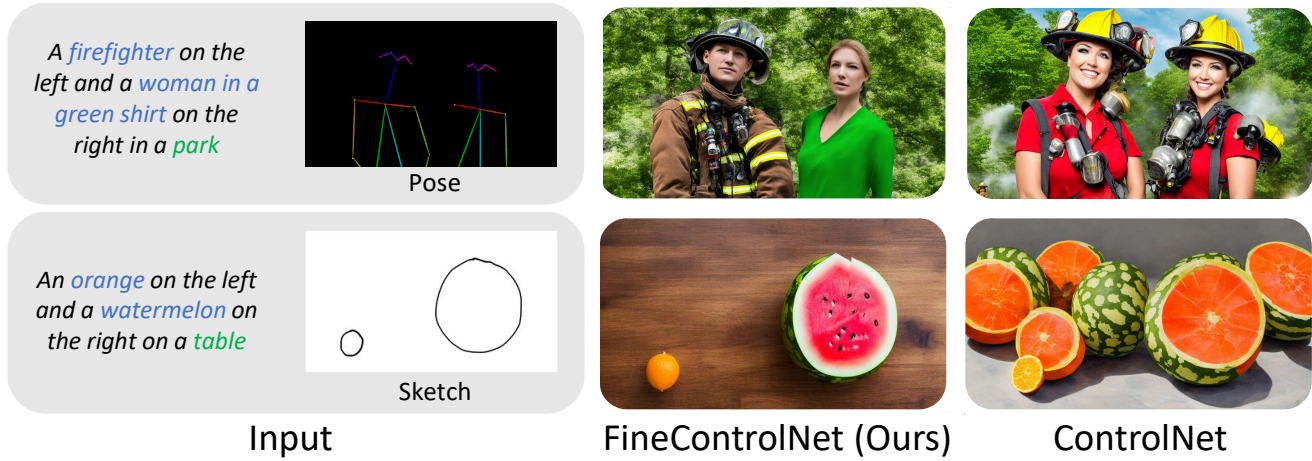 A firefighter on the
left and a woman in a
green shirt on the
right in a park
Pose
An orange on the left
and a watermelon on
the right on a table
Sketch
Input
FineControlNet (Ours)
ControlNet